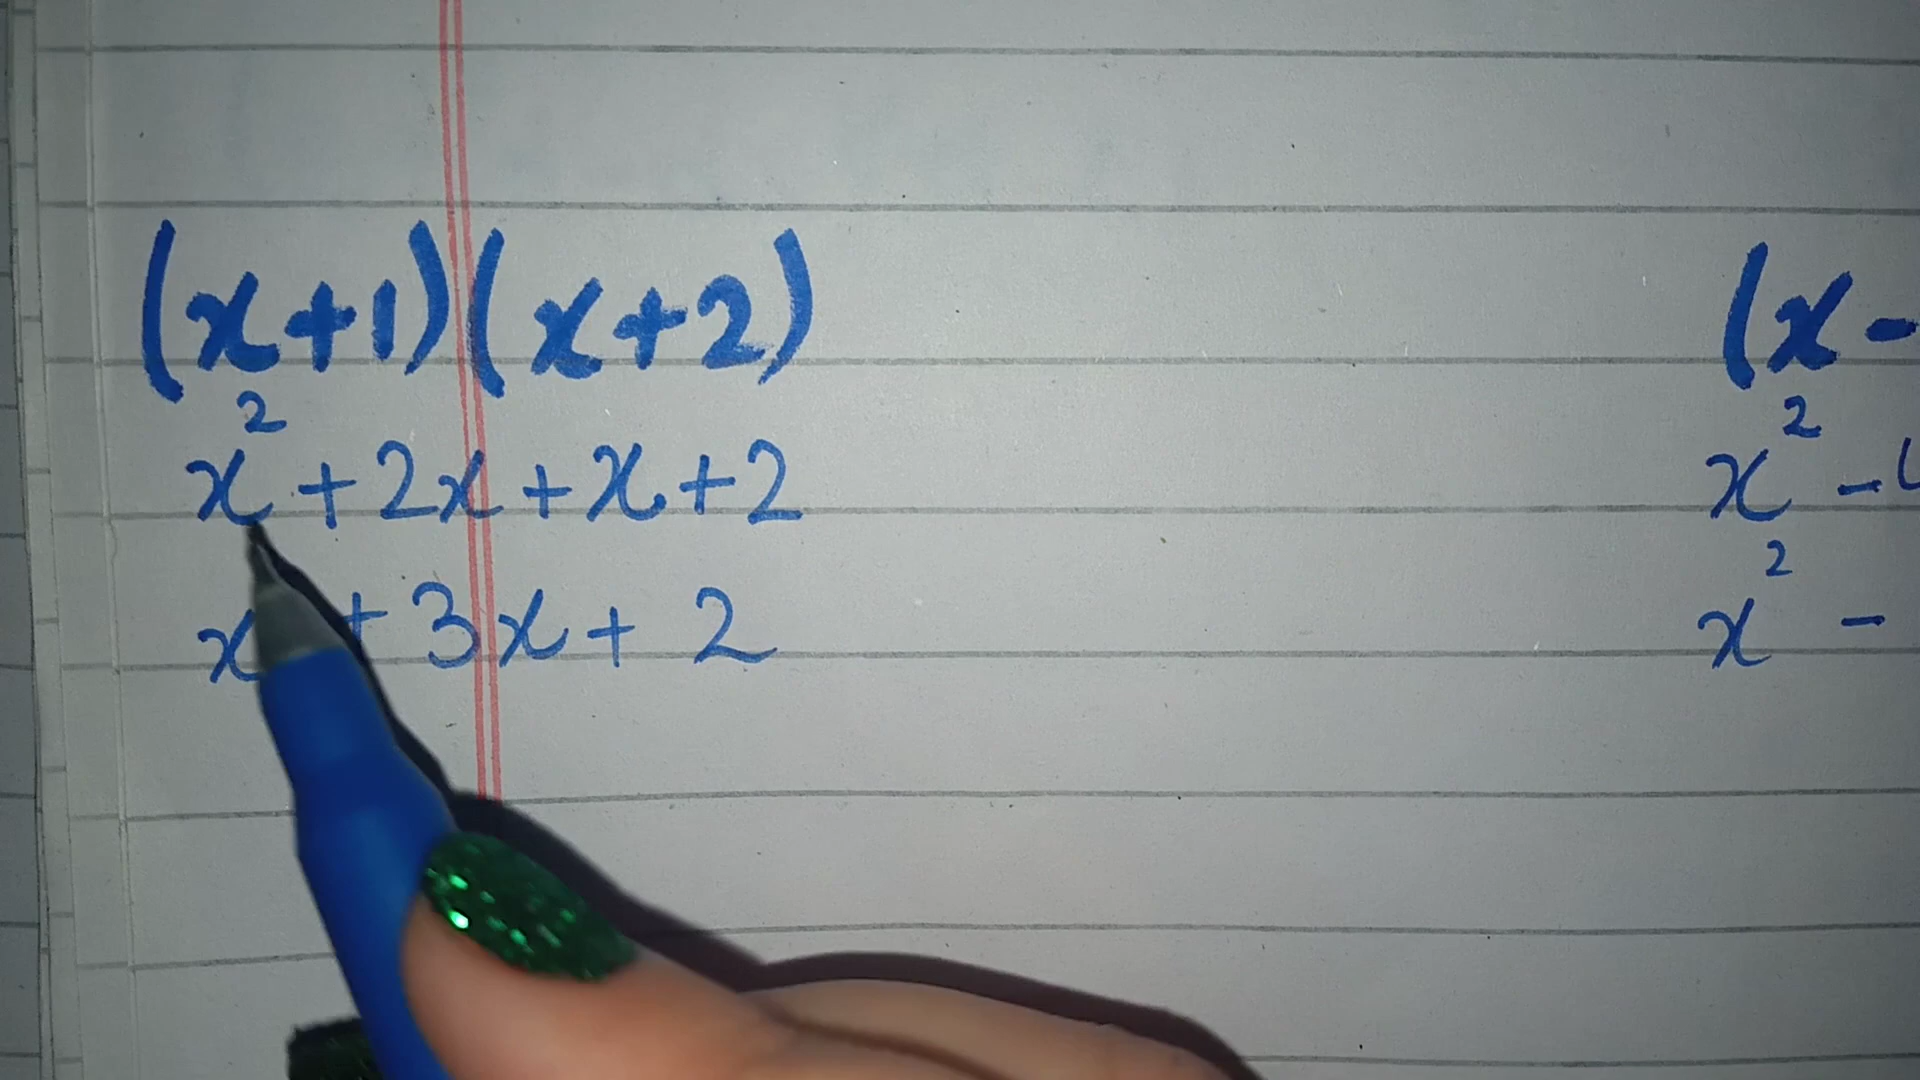 (x+1)(x+2)
x² + 2x + x + 2
x + 3x + 2
(x-
x² -
x² -